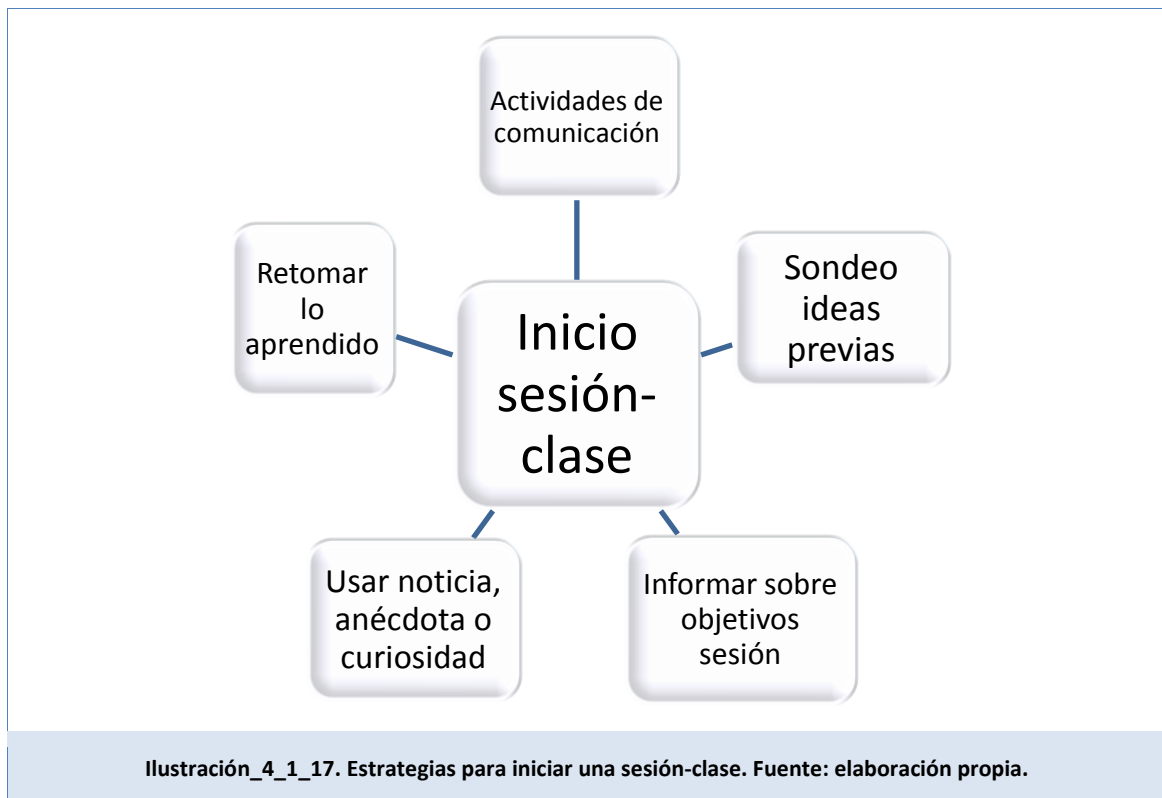 Actividades de
comunicación
Sondeo
ideas
previas
Informar sobre
objetivos
sesión
Usar noticia,
anécdota o
curiosidad
Retomar
lo
aprendido
Inicio
sesión-
clase
Ilustración_4_1_17. Estrategias para iniciar una sesión-clase. Fuente: elaboración propia.